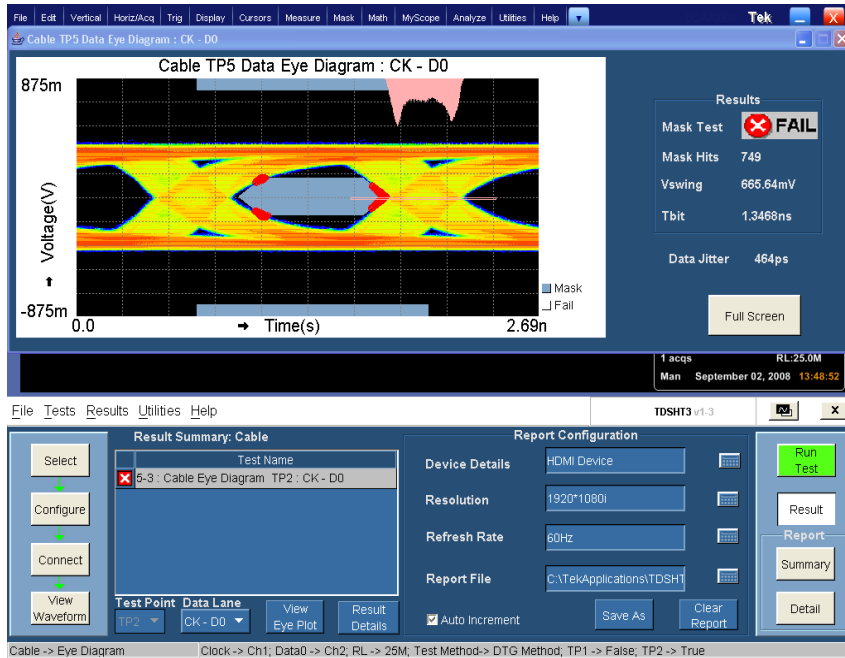 File Edit Vertical Horiz/Acq Trig Display Cursors Measure Mask Math MyScope Analyze Utilities Help Tek X
Cable TP5 Data Eye Diagram : CK - D0
Cable TP5 Data Eye Diagram : CK - D0
875m
Voltage(V)
-875m
0.0
Time(s)
2.69n
Mask
Fail
Results
Mask Test FAIL
Mask Hits 749
Vswing 665.64mV
Tbit 1.3468ns
Data Jitter 464ps
Full Screen
1 acqs RL:25.0M
Man September 02, 2008 13:48:52
File Tests Results Utilities Help TDSHT3 v1-3 X
Select
Configure
Connect
View
Waveform
Result Summary: Cable
Test Name
5-3 : Cable Eye Diagram TP2 : CK - D0
Test Point Data Lane
TP2 CK - D0
View
Eye Plot
Result
Details
Report Configuration
Device Details HDMI Device
Resolution 1920*1080i
Refresh Rate 60Hz
Report File C:\TekApplications\TDSHT
Auto Increment
Save As
Clear
Report
Run
Test
Result
Report
Summary
Detail
Cable -> Eye Diagram Clock -> Ch1; Data0 -> Ch2; RL -> 25M; Test Method-> DTG Method; TP1 -> False; TP2 -> True